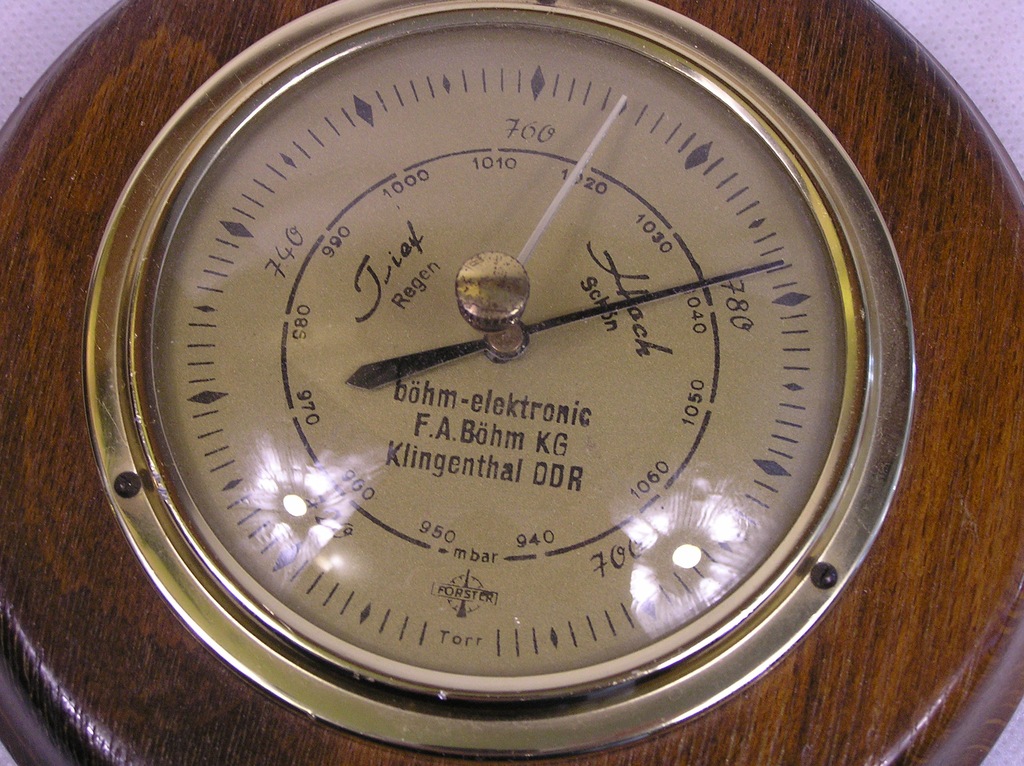 760
1010
1000
1020
990
1030
740
Tief
Regen
Hoch
Schön
980
1040
780
970
1050
böhm-elektronic
F.A.Böhm KG
Klingenthal DDR
960
1060
950
940
mbar
FORSTER
Torr